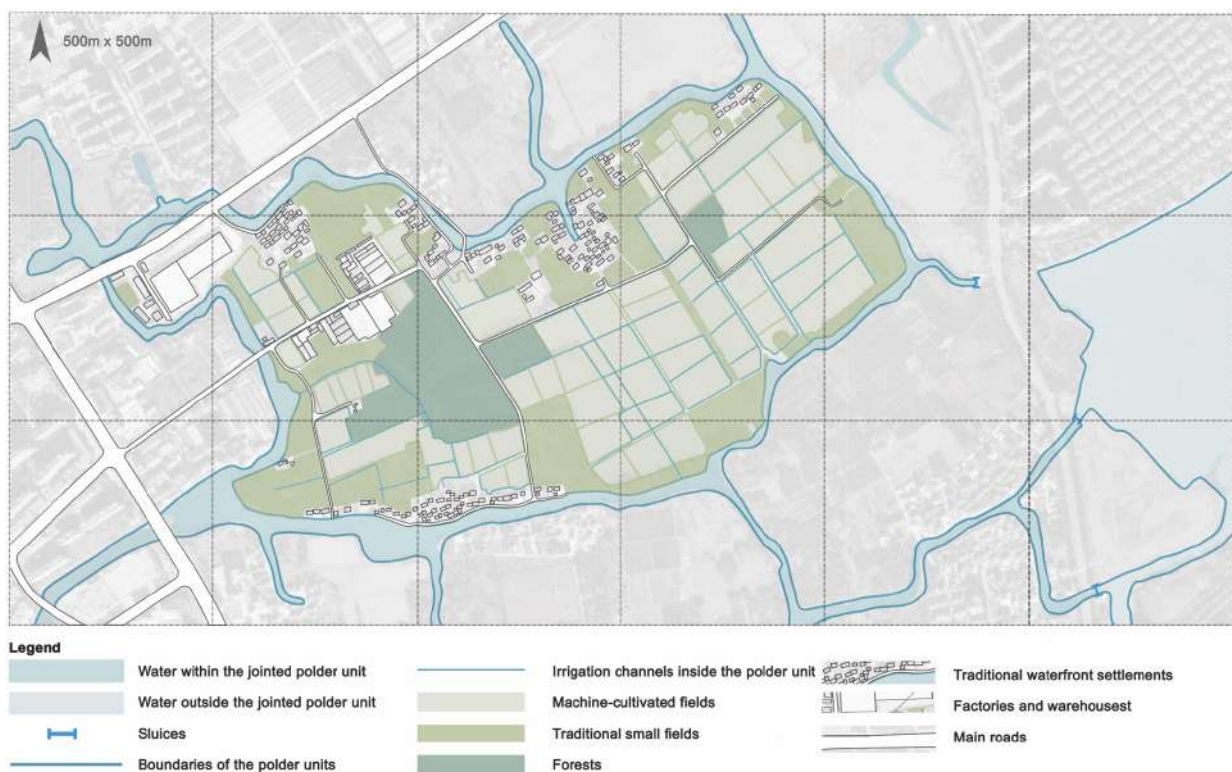 500m x 500m
Legend
Water within the jointed polder unit
Water outside the jointed polder unit
Sluices
Boundaries of the polder units
Irrigation channels inside the polder unit
Machine-cultivated fields
Traditional small fields
Forests
Traditional waterfront settlements
Factories and warehousest
Main roads